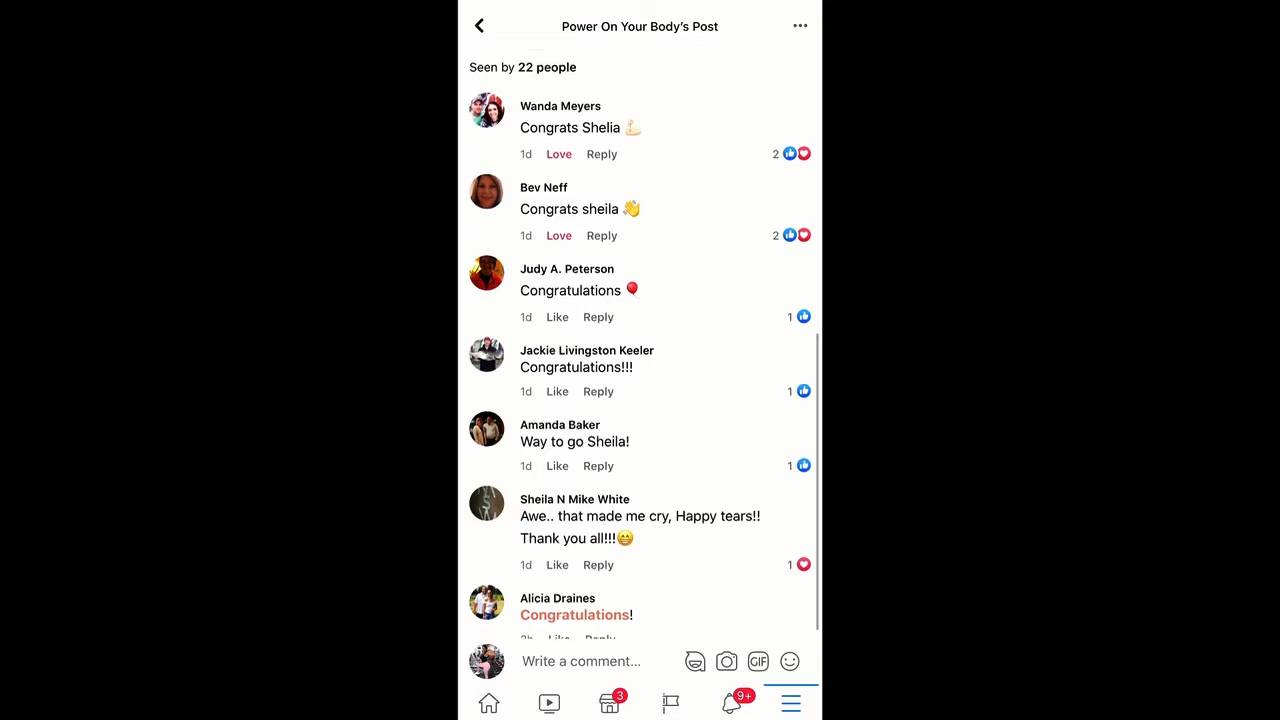 Power On Your Body's Post
Seen by 22 people
Wanda Meyers
Congrats Shelia 💪🏻
1d Love Reply 2
Bev Neff
Congrats sheila 👋
1d Love Reply 2
Judy A. Peterson
Congratulations 🎈
1d Like Reply 1
Jackie Livingston Keeler
Congratulations!!!
1d Like Reply 1
Amanda Baker
Way to go Sheila!
1d Like Reply 1
Sheila N Mike White
Awe.. that made me cry, Happy tears!!
Thank you all!!!😁
1d Like Reply 1
Alicia Draines
Congratulations!
Like Reply
Write a comment...
GIF
3
9+